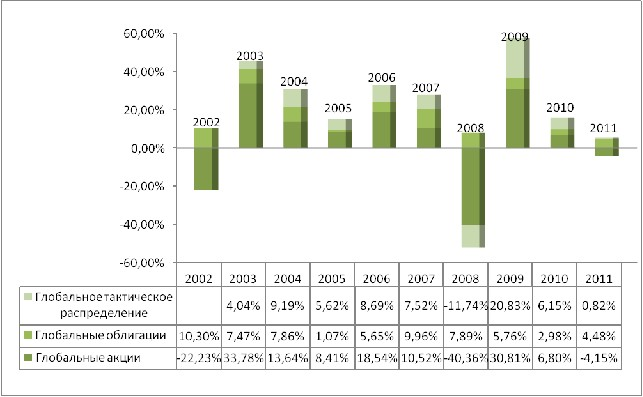 60,00%
40,00%
20,00%
0,00%
-20,00%
-40,00%
-60,00%
2002
2003
2004
2005
2006
2007
2008
2009
2010
2011
2002 2003 2004 2005 2006 2007 2008 2009 2010 2011
Глобальное тактическое
распределение
4,04% 9,19% 5,62% 8,69% 7,52% -11,74% 20,83% 6,15% 0,82%
Глобальные облигации 10,30% 7,47% 7,86% 1,07% 5,65% 9,96% 7,89% 5,76% 2,98% 4,48%
Глобальные акции -22,23% 33,78% 13,64% 8,41% 18,54% 10,52% -40,36% 30,81% 6,80% -4,15%